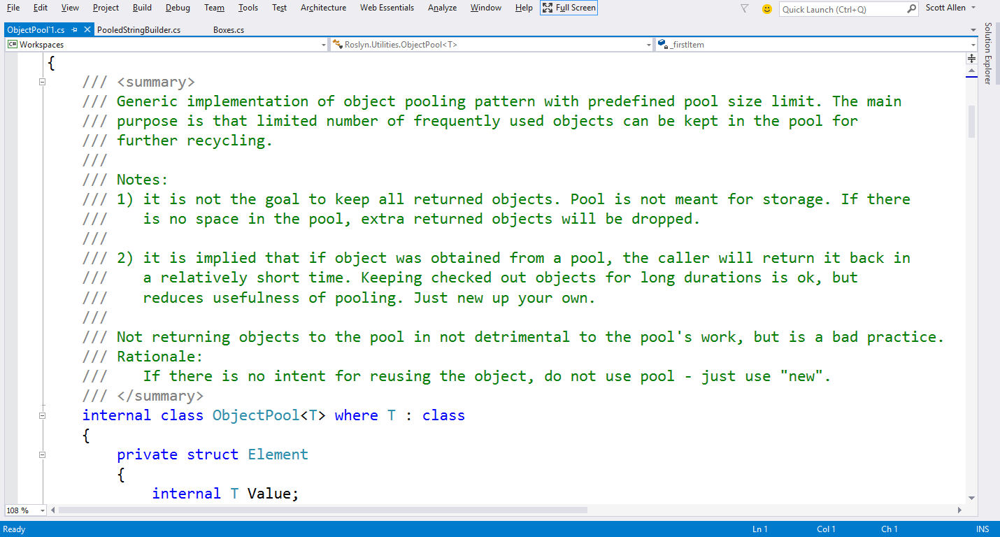 File Edit View Project Build Debug Team Tools Test Architecture Web Essentials Analyze Window Help Full Screen Quick Launch (Ctrl+Q) Scott Allen
ObjectPool`1.cs PooledStringBuilder.cs Boxes.cs
C# Workspaces Roslyn.Utilities.ObjectPool<T> _firstItem
Solution Explorer
{
/// <summary>
/// Generic implementation of object pooling pattern with predefined pool size limit. The main
/// purpose is that limited number of frequently used objects can be kept in the pool for
/// further recycling.
///
/// Notes:
/// 1) it is not the goal to keep all returned objects. Pool is not meant for storage. If there
///    is no space in the pool, extra returned objects will be dropped.
///
/// 2) it is implied that if object was obtained from a pool, the caller will return it back in
///    a relatively short time. Keeping checked out objects for long durations is ok, but
///    reduces usefulness of pooling. Just new up your own.
///
/// Not returning objects to the pool in not detrimental to the pool's work, but is a bad practice.
/// Rationale:
///    If there is no intent for reusing the object, do not use pool - just use "new".
/// </summary>
internal class ObjectPool<T> where T : class
{
private struct Element
{
internal T Value;
108 %
Ready Ln 1 Col 1 Ch 1 INS